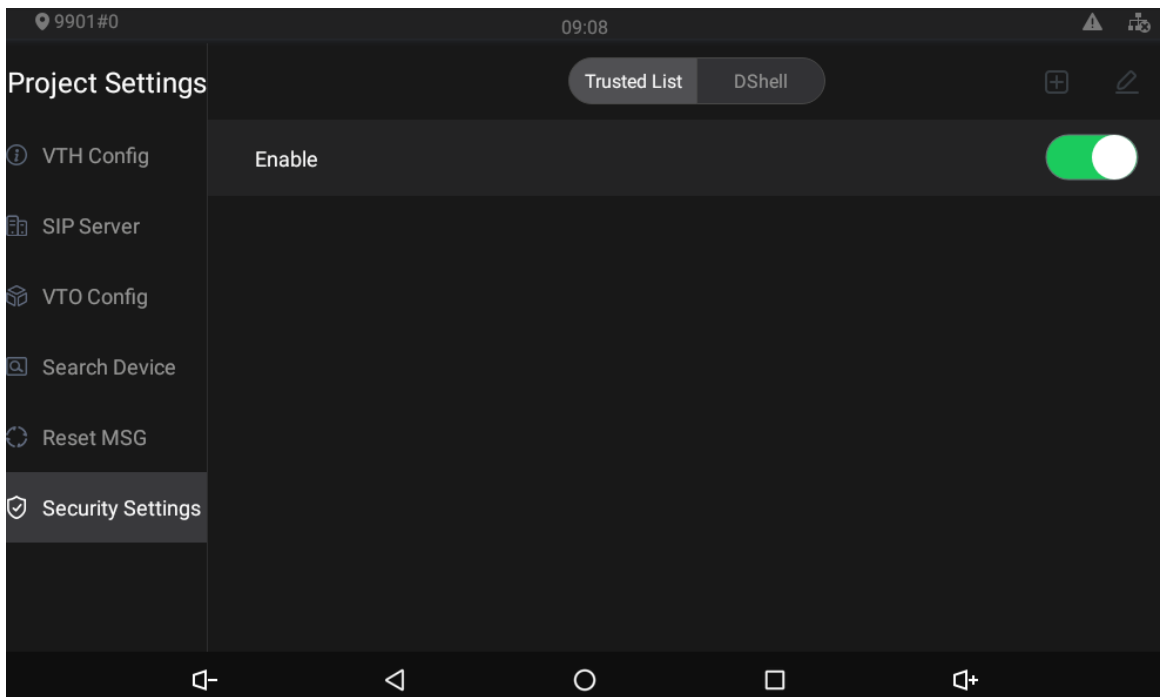 9901#0
09:08
Project Settings
Trusted List
DShell
VTH Config
Enable
SIP Server
VTO Config
Search Device
Reset MSG
Security Settings